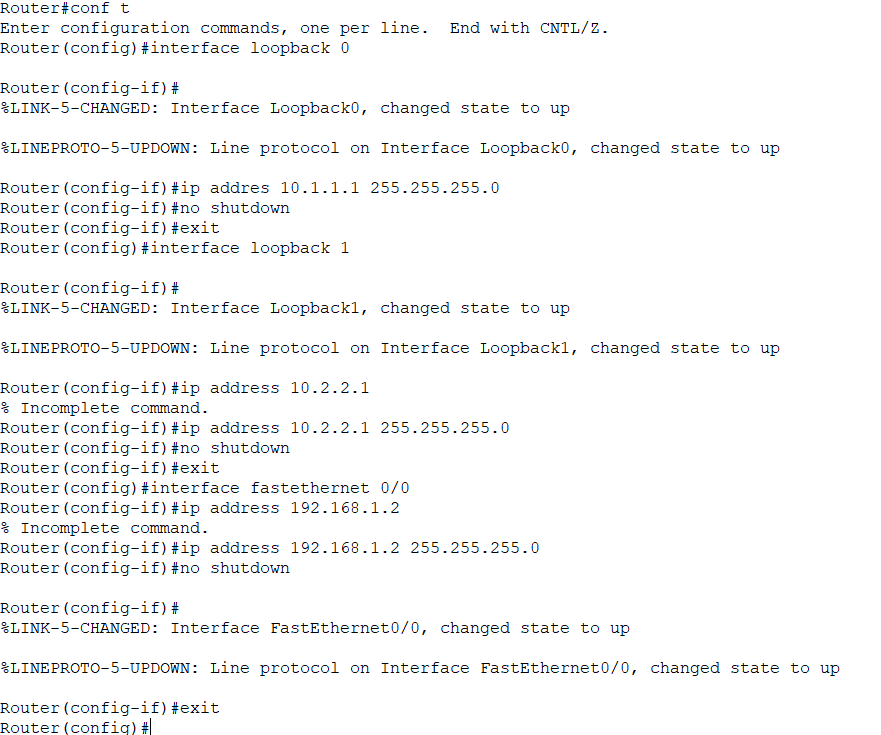 Router#conf t
Enter configuration commands, one per line.  End with CNTL/Z.
Router(config)#interface loopback 0
Router(config-if)#
%LINK-5-CHANGED: Interface Loopback0, changed state to up
%LINEPROTO-5-UPDOWN: Line protocol on Interface Loopback0, changed state to up
Router(config-if)#ip addres 10.1.1.1 255.255.255.0
Router(config-if)#no shutdown
Router(config-if)#exit
Router(config)#interface loopback 1
Router(config-if)#
%LINK-5-CHANGED: Interface Loopback1, changed state to up
%LINEPROTO-5-UPDOWN: Line protocol on Interface Loopback1, changed state to up
Router(config-if)#ip address 10.2.2.1
% Incomplete command.
Router(config-if)#ip address 10.2.2.1 255.255.255.0
Router(config-if)#no shutdown
Router(config-if)#exit
Router(config)#interface fastethernet 0/0
Router(config-if)#ip address 192.168.1.2
% Incomplete command.
Router(config-if)#ip address 192.168.1.2 255.255.255.0
Router(config-if)#no shutdown
Router(config-if)#
%LINK-5-CHANGED: Interface FastEthernet0/0, changed state to up
%LINEPROTO-5-UPDOWN: Line protocol on Interface FastEthernet0/0, changed state to up
Router(config-if)#exit
Router(config)#